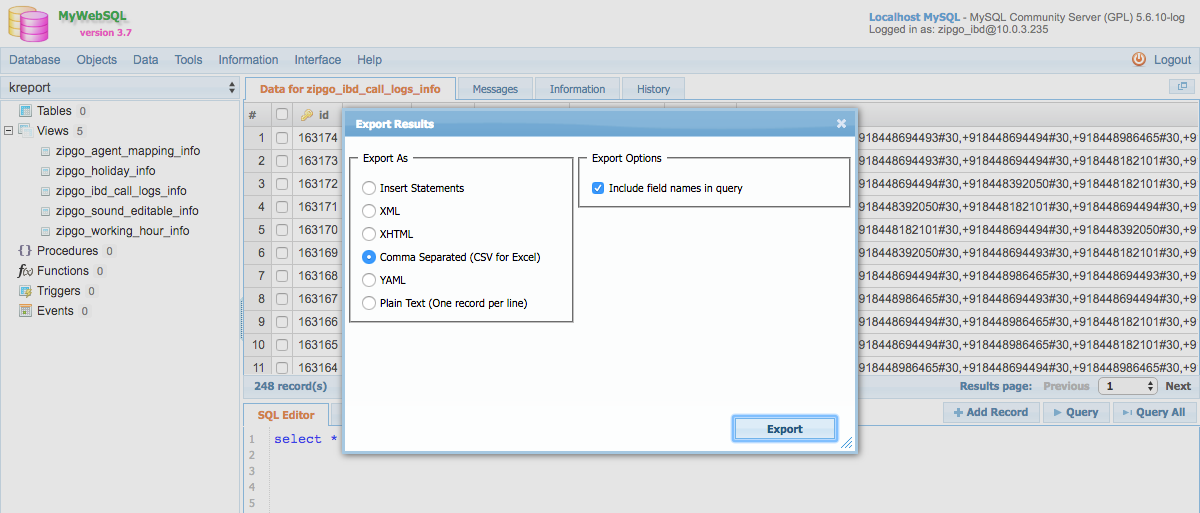 MyWebSQL
version 3.7
Localhost MySQL - MySQL Community Server (GPL) 5.6.10-log
Logged in as: zipgo_ibd@10.0.3.235
Database Objects Data Tools Information Interface Help Logout
kreport
Data for zipgo_ibd_call_logs_info Messages Information History
Tables 0
Views 5
zipgo_agent_mapping_info
zipgo_holiday_info
zipgo_ibd_call_logs_info
zipgo_sound_editable_info
zipgo_working_hour_info
{} Procedures 0
f(x) Functions 0
Triggers 0
Events 0
# id
1 163174 918448694493#30,+918448694494#30,+918448986465#30,+9
2 163173 918448694493#30,+918448694494#30,+918448182101#30,+9
3 163172 918448694493#30,+918448392050#30,+918448694494#30,+9
4 163171 918448392050#30,+918448182101#30,+918448694494#30,+9
5 163170 918448182101#30,+918448694494#30,+918448392050#30,+9
6 163169 918448694493#30,+918448694494#30,+918448392050#30,+9
7 163168 918448694494#30,+918448986465#30,+918448694493#30,+9
8 163167 918448986465#30,+918448694493#30,+918448694494#30,+9
9 163166 918448694494#30,+918448986465#30,+918448182101#30,+9
10 163165 918448694494#30,+918448986465#30,+918448182101#30,+9
11 163164 918448986465#30,+918448694494#30,+918448986465#30,+9
Export Results
Export As
Insert Statements
XML
XHTML
Comma Separated (CSV for Excel)
YAML
Plain Text (One record per line)
Export Options
Include field names in query
Export
248 record(s) Results page: Previous 1 Next
SQL Editor Add Record Query Query All
1 select *
2
3
4
5